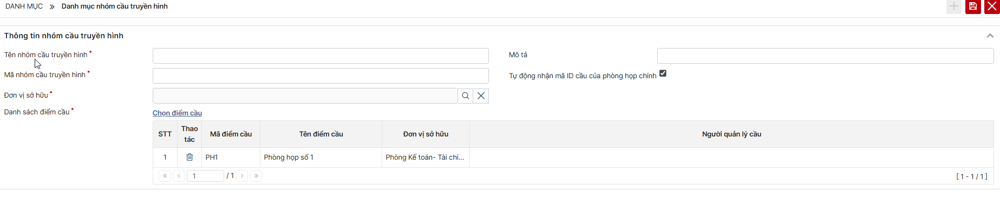 DANH MỤC » Danh mục nhóm cầu truyền hình
Thông tin nhóm cầu truyền hình
Tên nhóm cầu truyền hình *
Mô tả
Mã nhóm cầu truyền hình *
Tự động nhận mã ID cầu của phòng họp chính
Đơn vị sở hữu *
Danh sách điểm cầu *
Chọn điểm cầu
STT Thao tác Mã điểm cầu Tên điểm cầu Đơn vị sở hữu Người quản lý cầu
1 PH1 Phòng họp số 1 Phòng Kế toán- Tài chí...
« ‹ 1 / 1 › » [ 1 - 1 / 1 ]